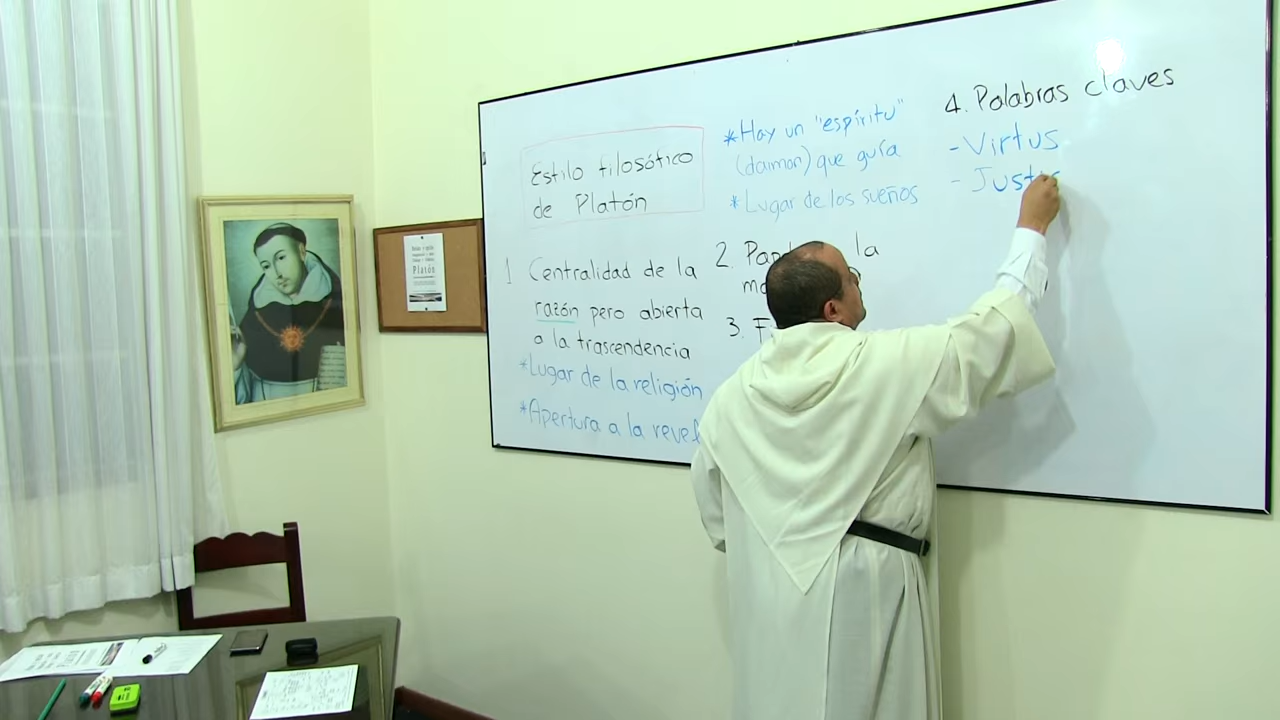 Estilo filosófico
de Platón
1 Centralidad de la
razón pero abierta
a la trascendencia
*Lugar de la religión
*Apertura a la revel
*Hay un "espíritu"
(daimon) que guía
*Lugar de los sueños
2. la
3. F
4. Palabras claves
- Virtus
- Justi
Platón